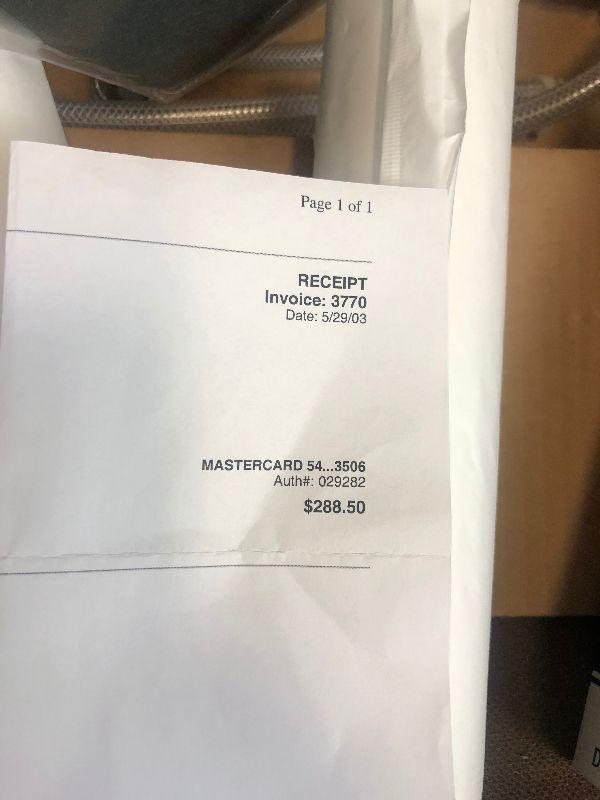 Page 1 of 1
RECEIPT
Invoice: 3770
Date: 5/29/03
MASTERCARD 54...3506
Auth#: 029282
$288.50
D